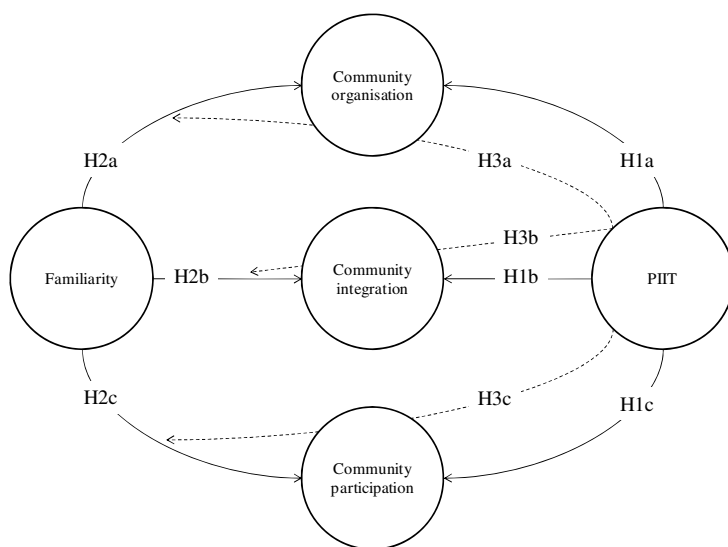 Community
organisation
H2a
H3a
H1a
H3b
Familiarity
H2b
Community
integration
H1b
PIIT
H2c
H3c
H1c
Community
participation